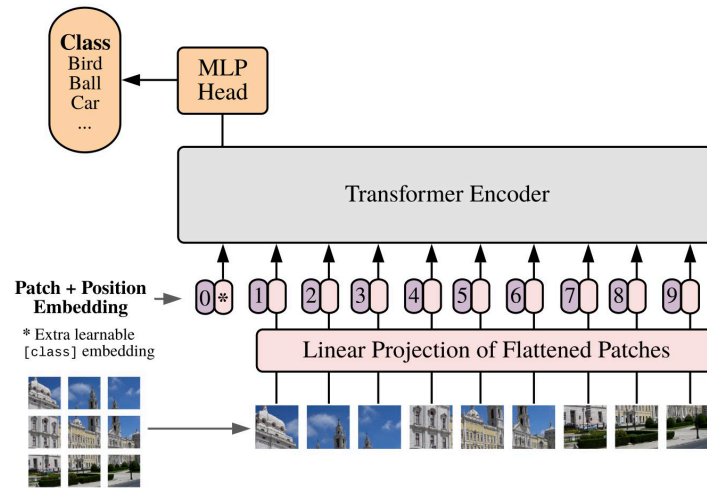 Class
Bird
Ball
Car
...
MLP
Head
Transformer Encoder
Patch + Position
Embedding
0 * 1 2 3 4 5 6 7 8 9
* Extra learnable
[class] embedding
Linear Projection of Flattened Patches